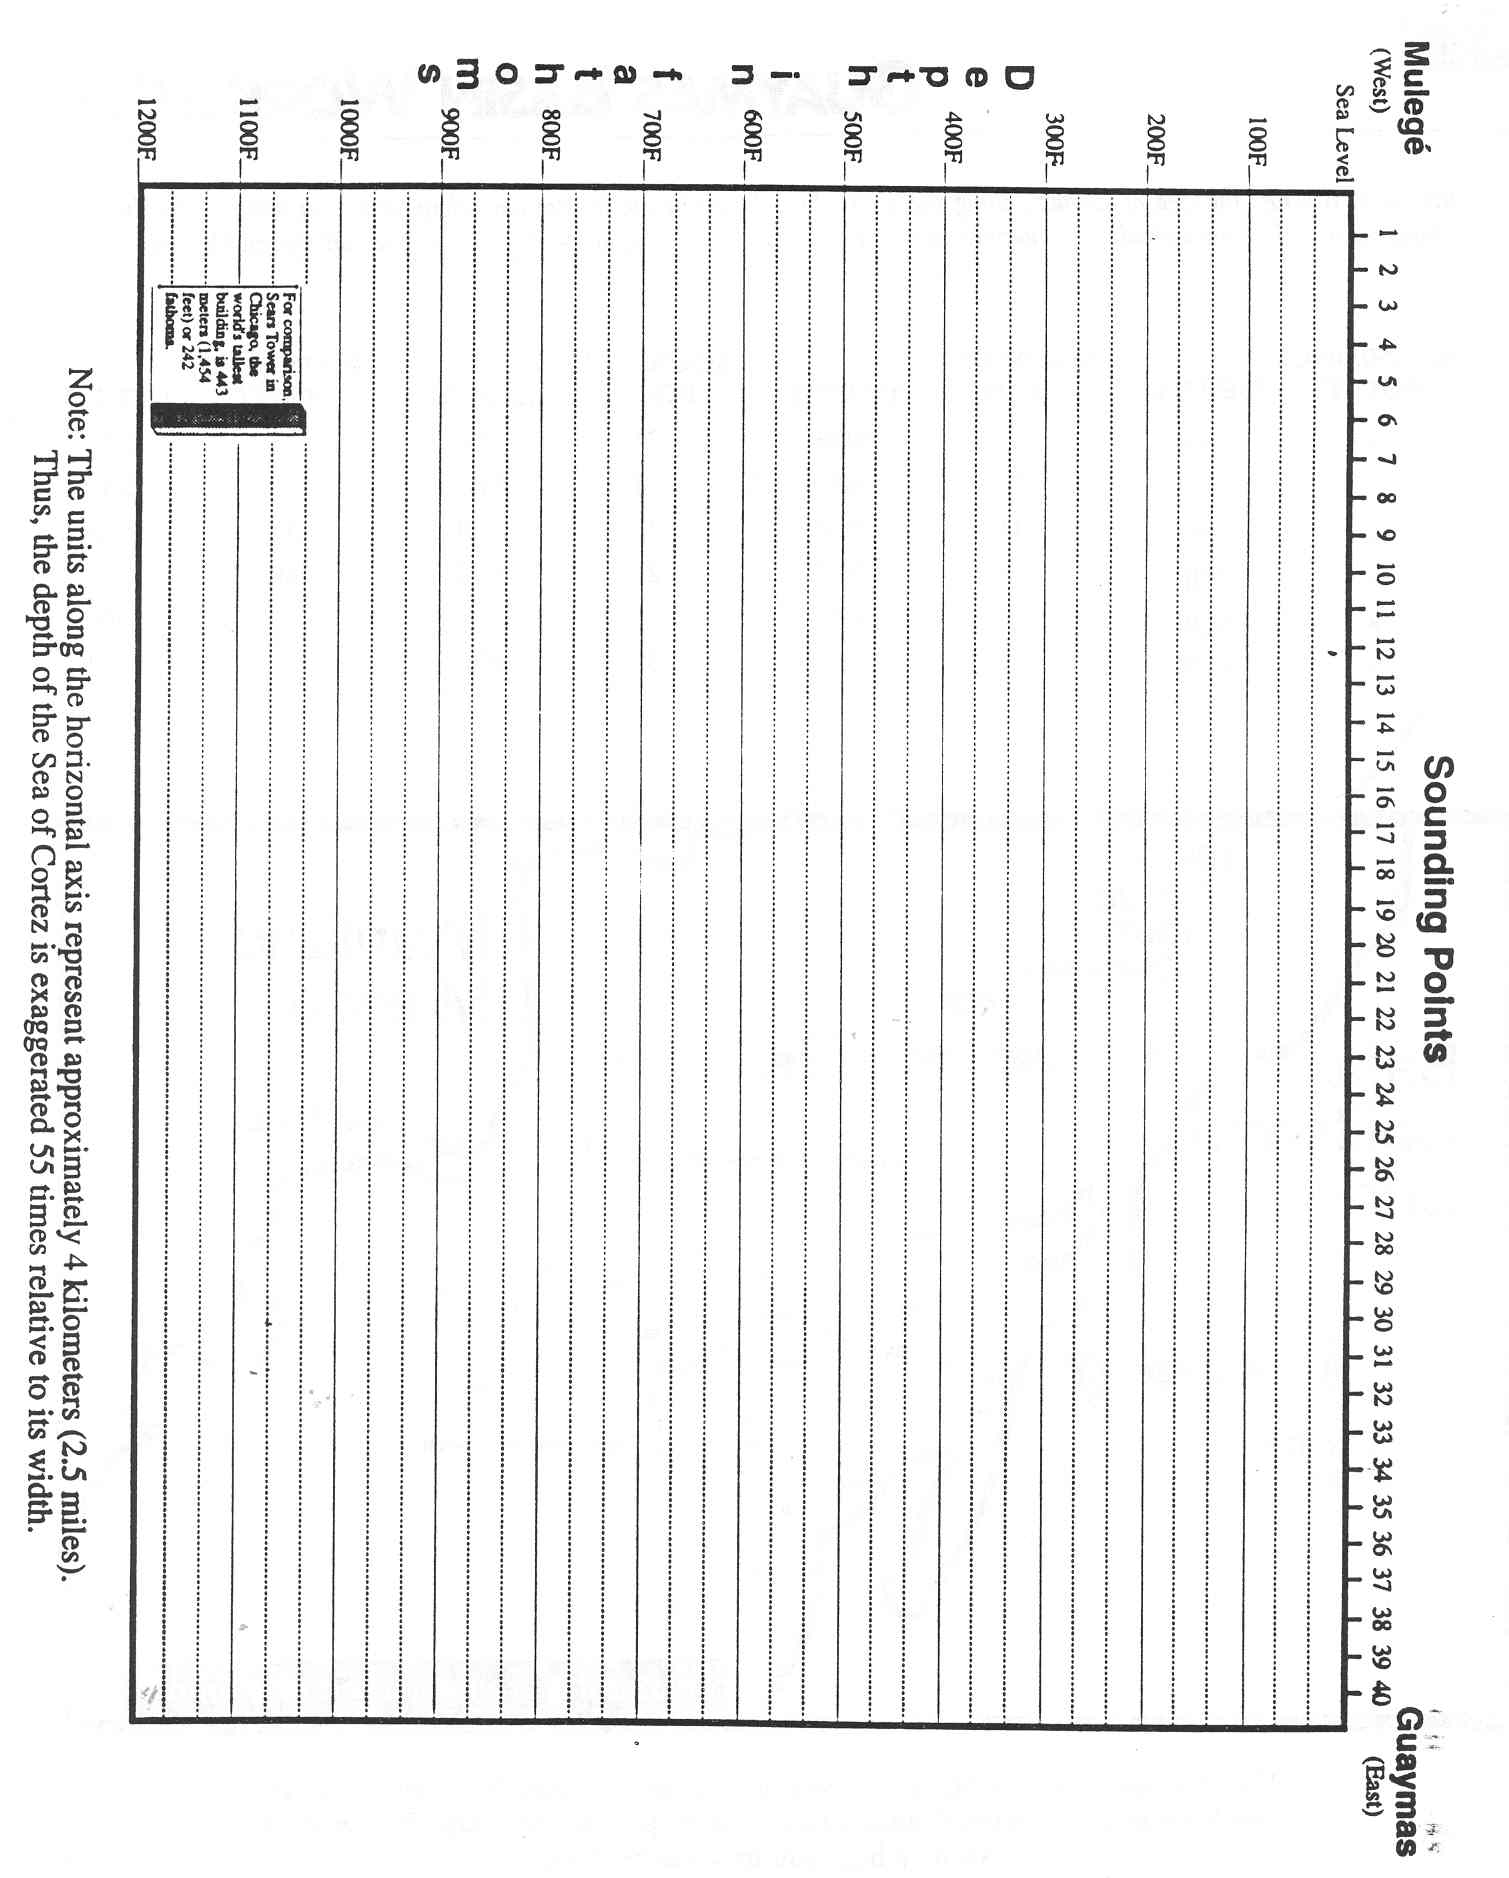 Sounding Points
Mulegé
(West)
1 2 3 4 5 6 7 8 9 10 11 12 13 14 15 16 17 18 19 20 21 22 23 24 25 26 27 28 29 30 31 32 33 34 35 36 37 38 39 40
Guaymas
(East)
Sea Level
100F
200F
300F
400F
500F
600F
700F
800F
900F
1000F
1100F
1200F
Depth in fathoms
For comparison,
Sears Tower in
Chicago, the
world's tallest
building, is 443
meters (1,454
feet) or 242
fathoms.
Note: The units along the horizontal axis represent approximately 4 kilometers (2.5 miles).
Thus, the depth of the Sea of Cortez is exaggerated 55 times relative to its width.